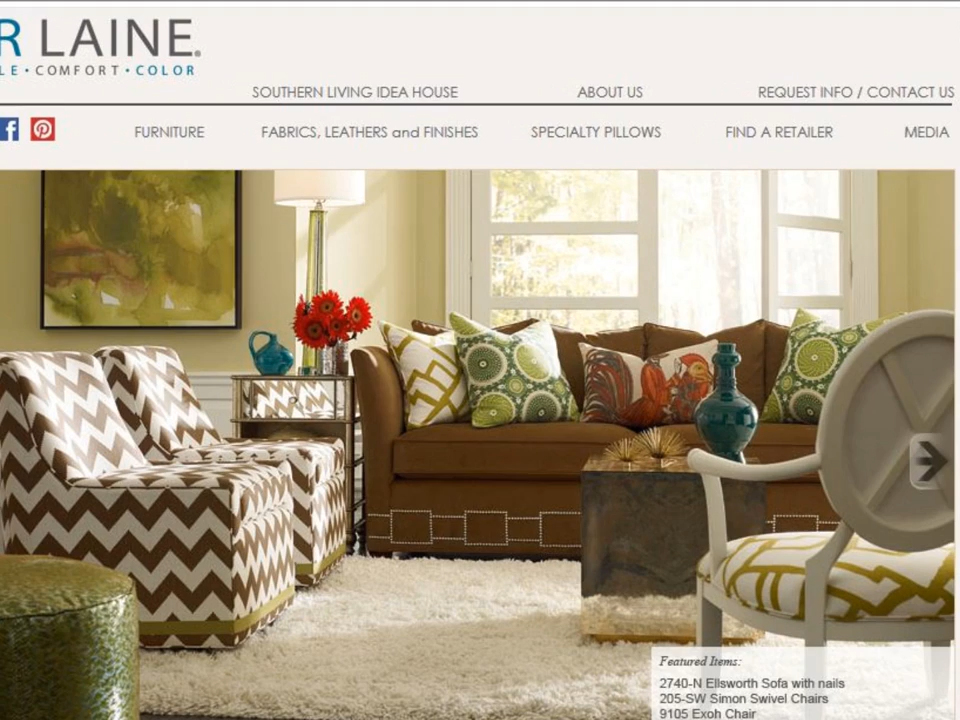 R LAINE®
LE • COMFORT • COLOR
SOUTHERN LIVING IDEA HOUSE ABOUT US REQUEST INFO / CONTACT US
FURNITURE FABRICS, LEATHERS and FINISHES SPECIALTY PILLOWS FIND A RETAILER MEDIA
Featured Items:
2740-N Ellsworth Sofa with nails
205-SW Simon Swivel Chairs
9105 Exoh Chair